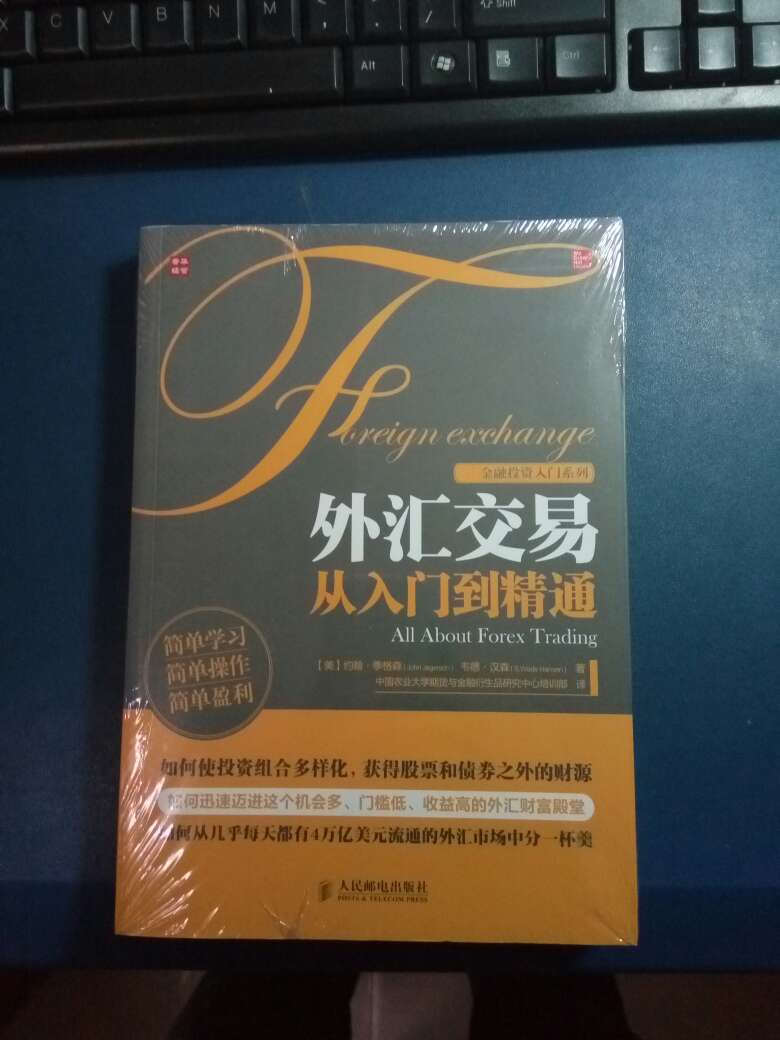 X
C
V
B
N
M
Shift
Alt
Ctrl
普华
经管
Mc
Graw
Hill
Education
Foreign exchange
金融投资入门系列
外汇交易
从入门到精通
All About Forex Trading
简单学习
简单操作
简单盈利
【美】约翰·季格森(John Jagerson) 韦德·汉森(S.Wade Hansen) 著
中国农业大学期货与金融衍生品研究中心培训部 译
如何使投资组合多样化，获得股票和债券之外的财源
如何迅速迈进这个机会多、门槛低、收益高的外汇财富殿堂
如何从几乎每天都有4万亿美元流通的外汇市场中分一杯羹
人民邮电出版社
POSTS & TELECOM PRESS